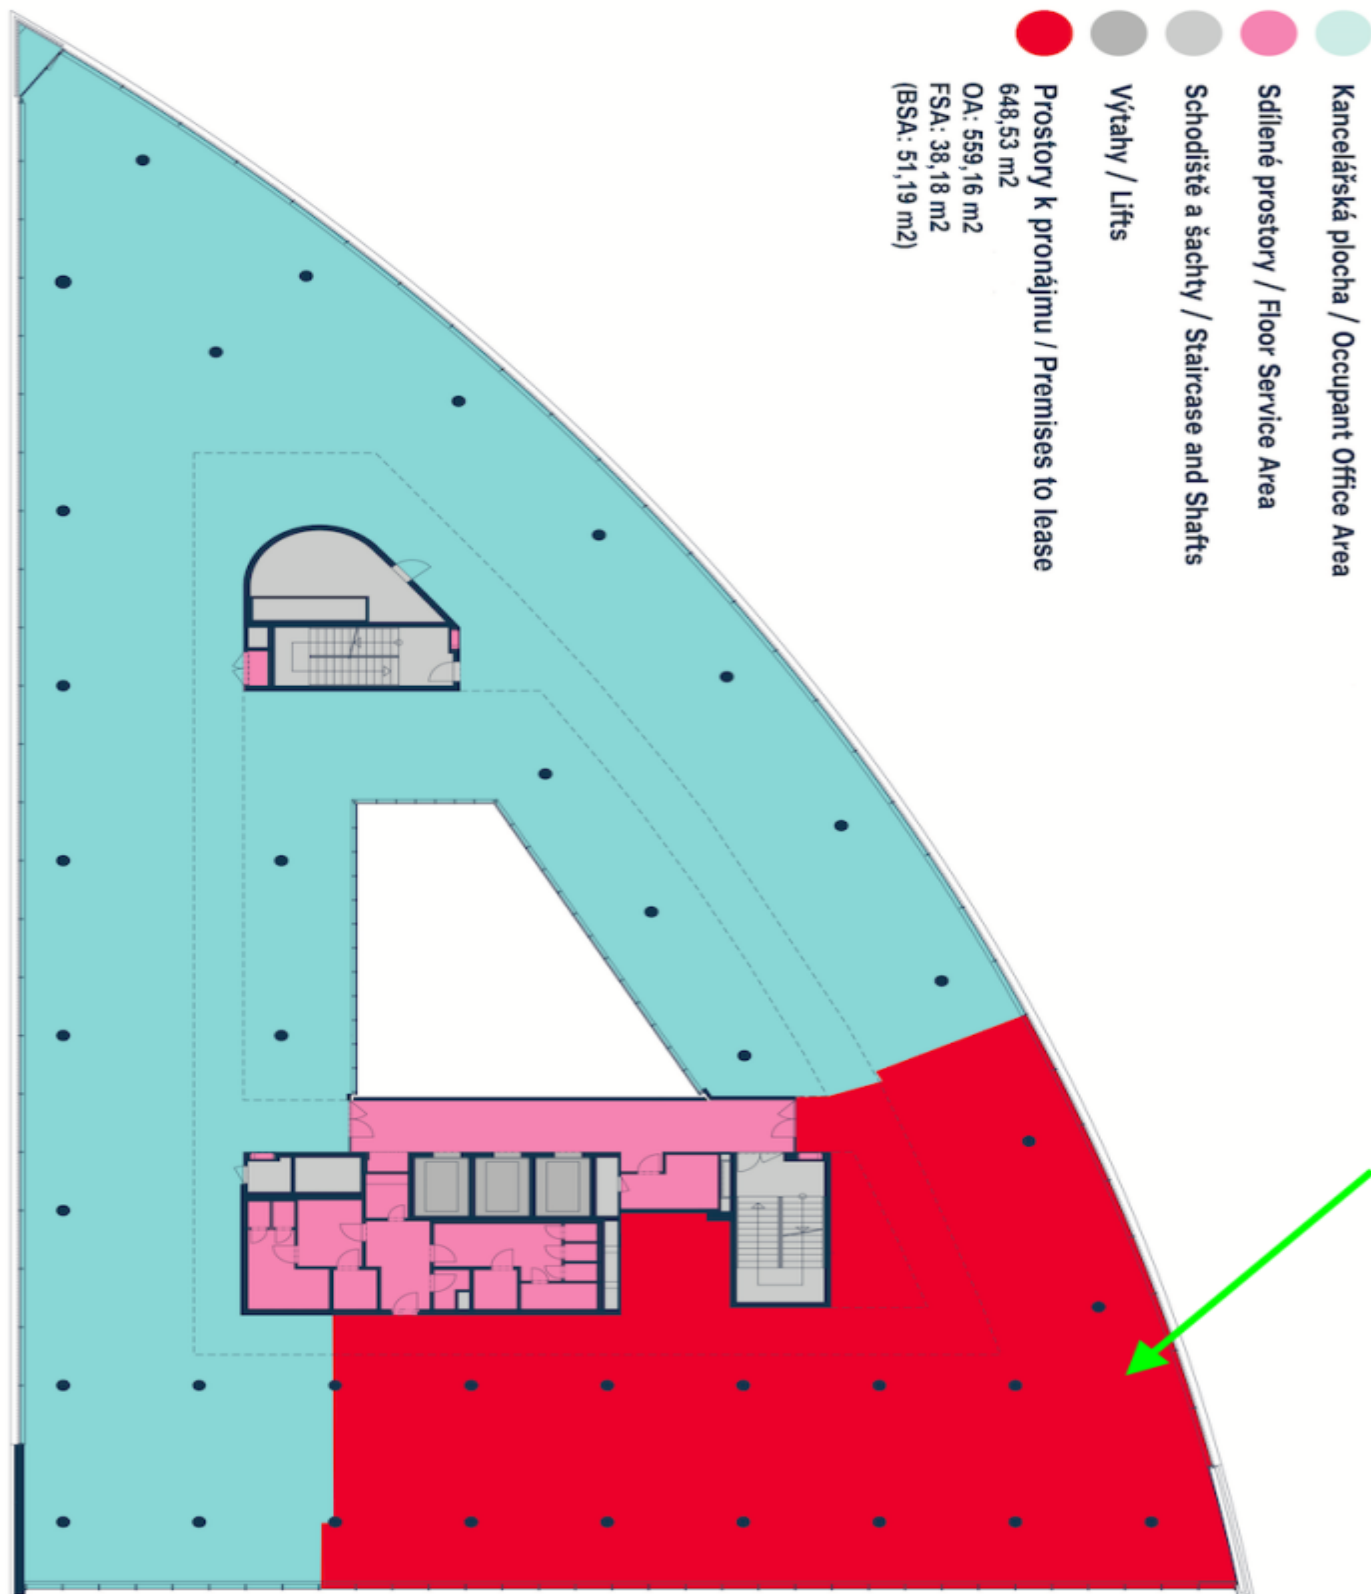 Kancelářská plocha / Occupant Office Area
Sdílené prostory / Floor Service Area
Schodiště a šachty / Staircase and Shafts
Výtahy / Lifts
Prostory k pronájmu / Premises to lease
648,53 m2
OA: 559,16 m2
FSA: 38,18 m2
(BSA: 51,19 m2)